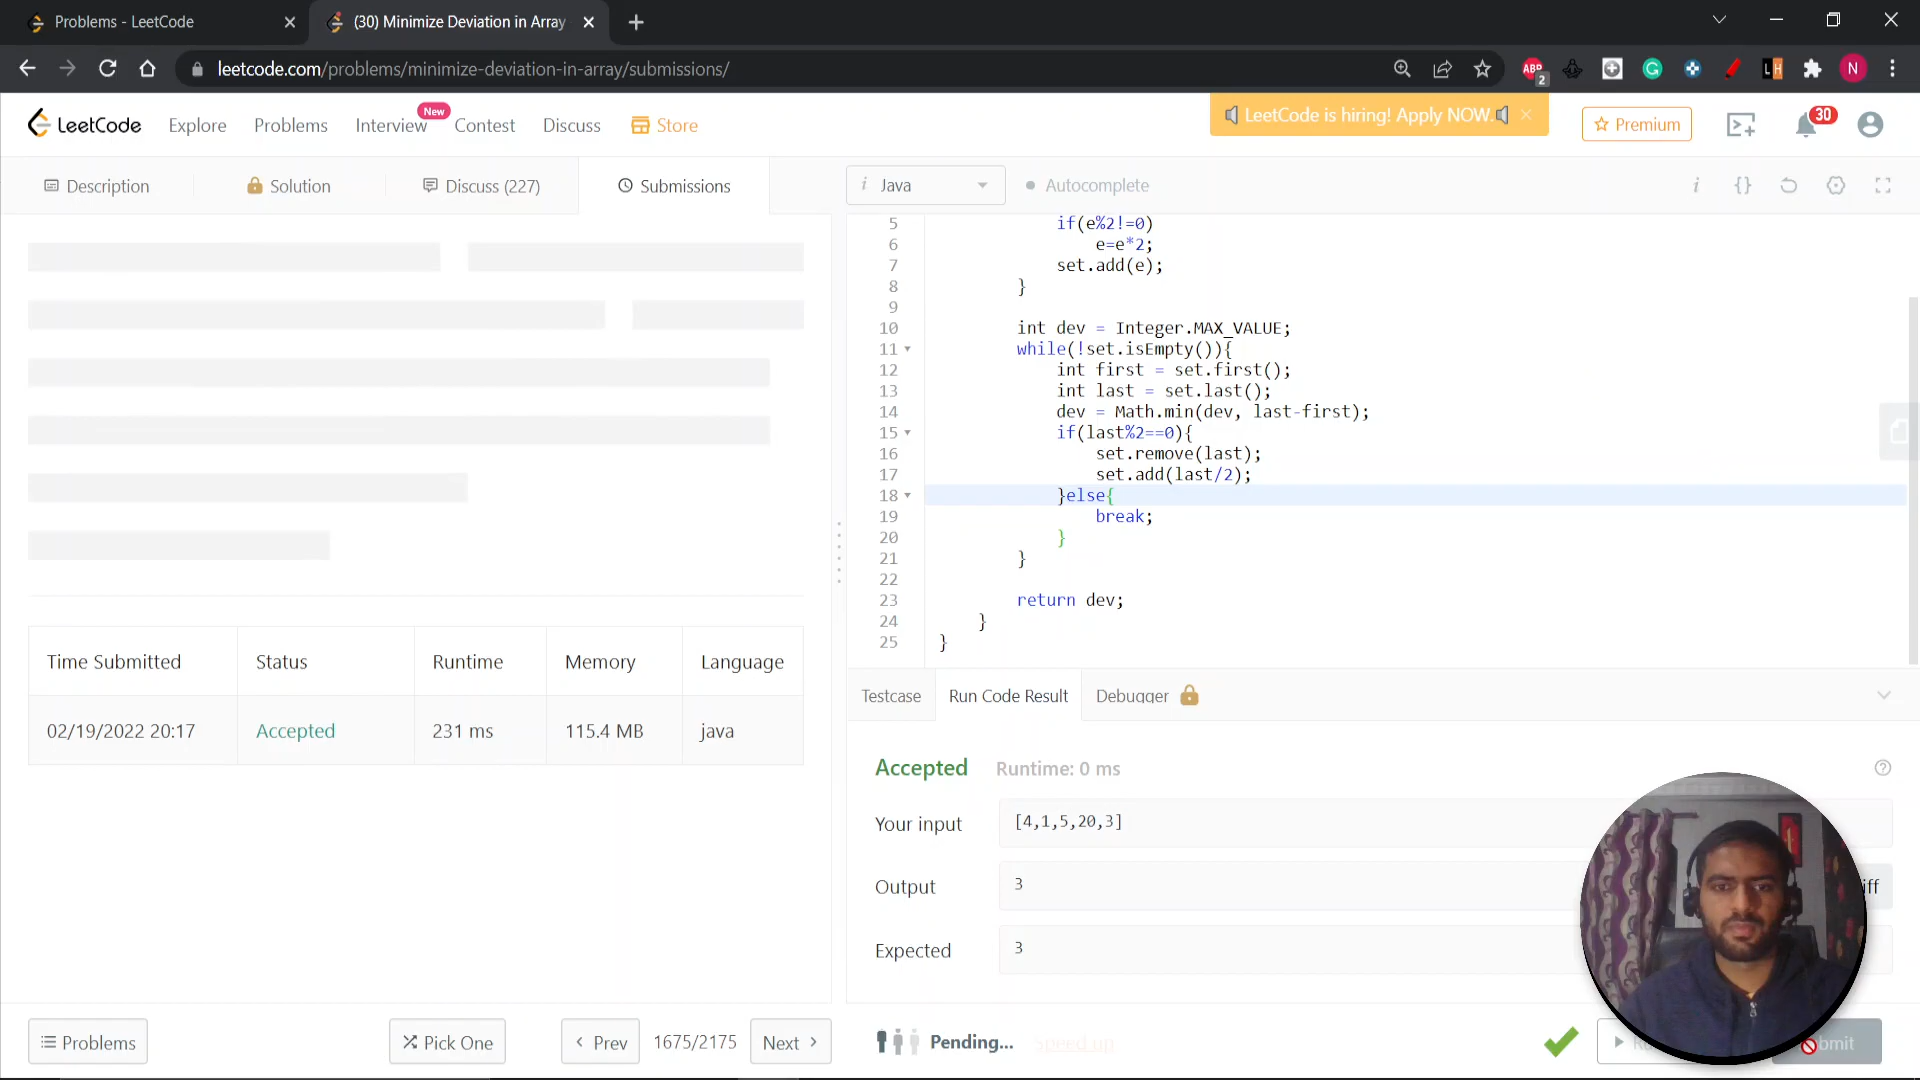 Problems - LeetCode
(30) Minimize Deviation in Array
leetcode.com/problems/minimize-deviation-in-array/submissions/
ABP
2
LH
N
LeetCode
Explore
Problems
Interview
New
Contest
Discuss
Store
LeetCode is hiring! Apply NOW.
Premium
30
Description
Solution
Discuss (227)
Submissions
i Java
Autocomplete
i
{}
5 if(e%2!=0)
6 e=e*2;
7 set.add(e);
8 }
9
10 int dev = Integer.MAX_VALUE;
11 while(!set.isEmpty()){
12 int first = set.first();
13 int last = set.last();
14 dev = Math.min(dev, last-first);
15 if(last%2==0){
16 set.remove(last);
17 set.add(last/2);
18 }else{
19 break;
20 }
21 }
22
23 return dev;
24 }
25 }
Time Submitted Status Runtime Memory Language
02/19/2022 20:17 Accepted 231 ms 115.4 MB java
Testcase
Run Code Result
Debugger
Accepted Runtime: 0 ms
Your input [4,1,5,20,3]
Output 3
iff
Expected 3
Problems
Pick One
Prev
1675/2175
Next
Pending...
Speed up